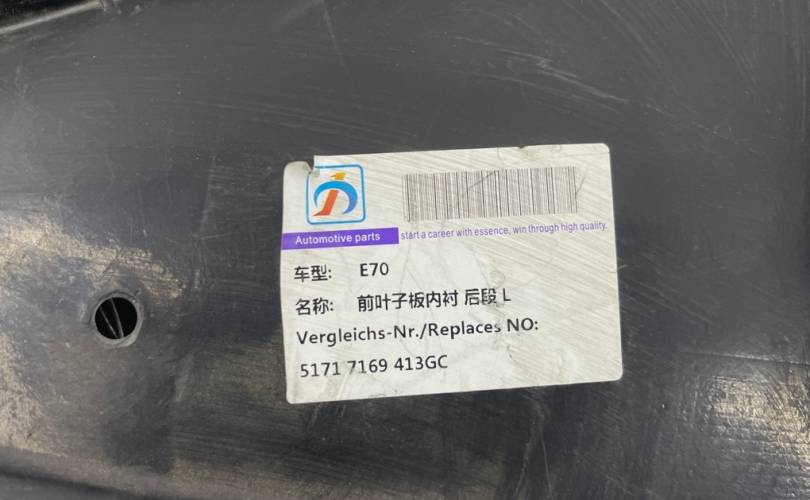 Automotive parts start a career with essence, win through high quality
车型: E70
名称: 前叶子板内衬 后段 L
Vergleichs-Nr./Replaces NO:
5171 7169 413GC